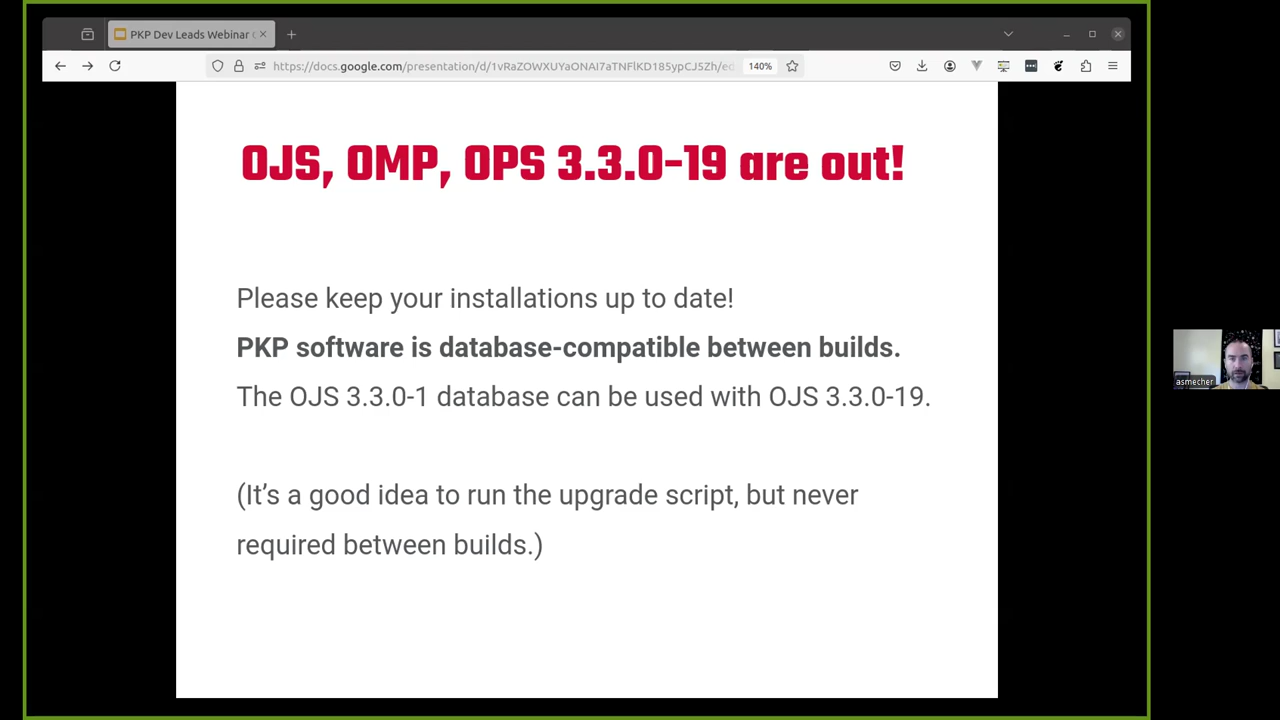 PKP Dev Leads Webinar
https://docs.google.com/presentation/d/1vRaZOWXUYaONAI7aTNFlKD185ypCJ5Zh/ed
140%
OJS, OMP, OPS 3.3.0-19 are out!
Please keep your installations up to date!
PKP software is database-compatible between builds.
The OJS 3.3.0-1 database can be used with OJS 3.3.0-19.
(It’s a good idea to run the upgrade script, but never
required between builds.)
asmecher